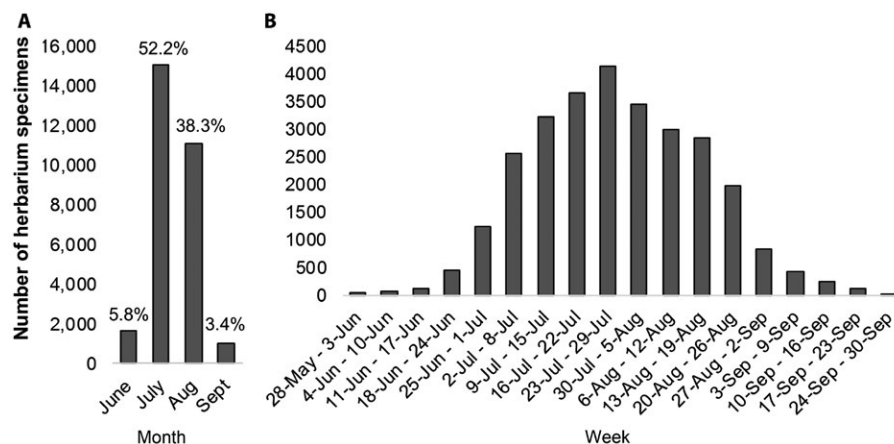 A
Number of herbarium specimens
16,000
14,000
12,000
10,000
8,000
6,000
4,000
2,000
0
5.8%
52.2%
38.3%
3.4%
June
July
Aug
Sept
Month
B
4500
4000
3500
3000
2500
2000
1500
1000
500
0
28-May - 3-Jun
4-Jun - 10-Jun
11-Jun - 17-Jun
18-Jun - 24-Jun
25-Jun - 1-Jul
2-Jul - 8-Jul
9-Jul - 15-Jul
16-Jul - 22-Jul
23-Jul - 29-Jul
30-Jul - 5-Aug
6-Aug - 12-Aug
13-Aug - 19-Aug
20-Aug - 26-Aug
27-Aug - 2-Sep
3-Sep - 9-Sep
10-Sep - 16-Sep
17-Sep - 23-Sep
24-Sep - 30-Sep
Week